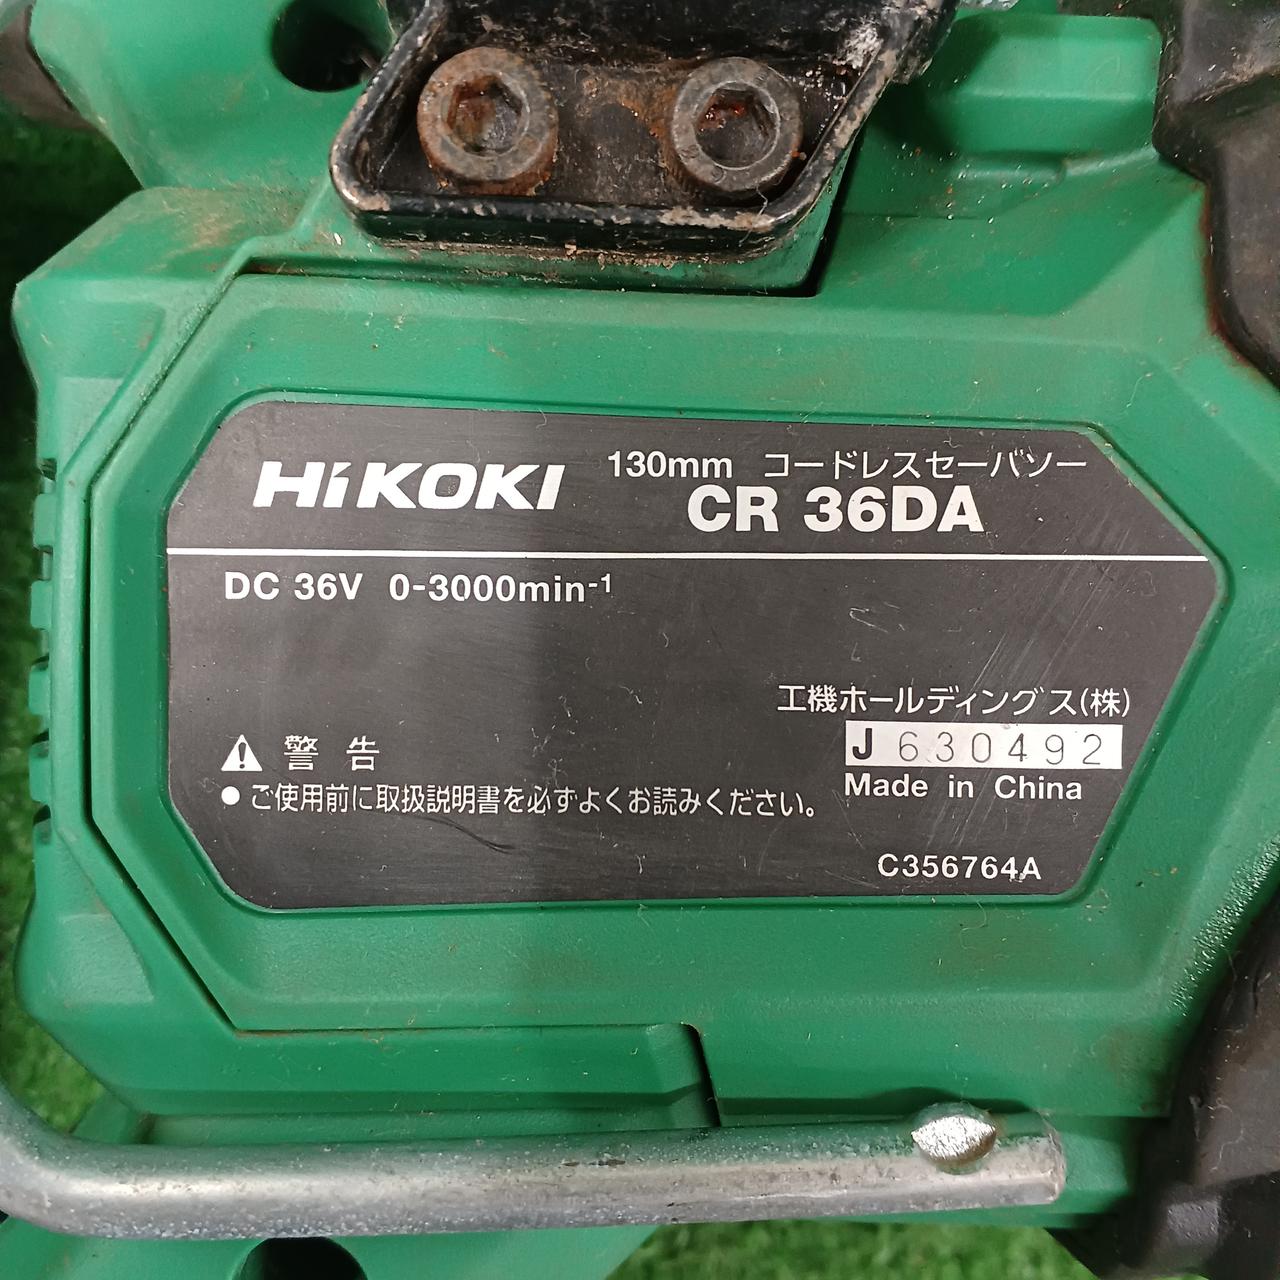 HiKOKI
130mm コードレスセーバソー
CR 36DA
DC 36V 0-3000min-1
工機ホールディングス(株)
J 630492
Made in China
警告
● ご使用前に取扱説明書を必ずよくお読みください。
C356764A